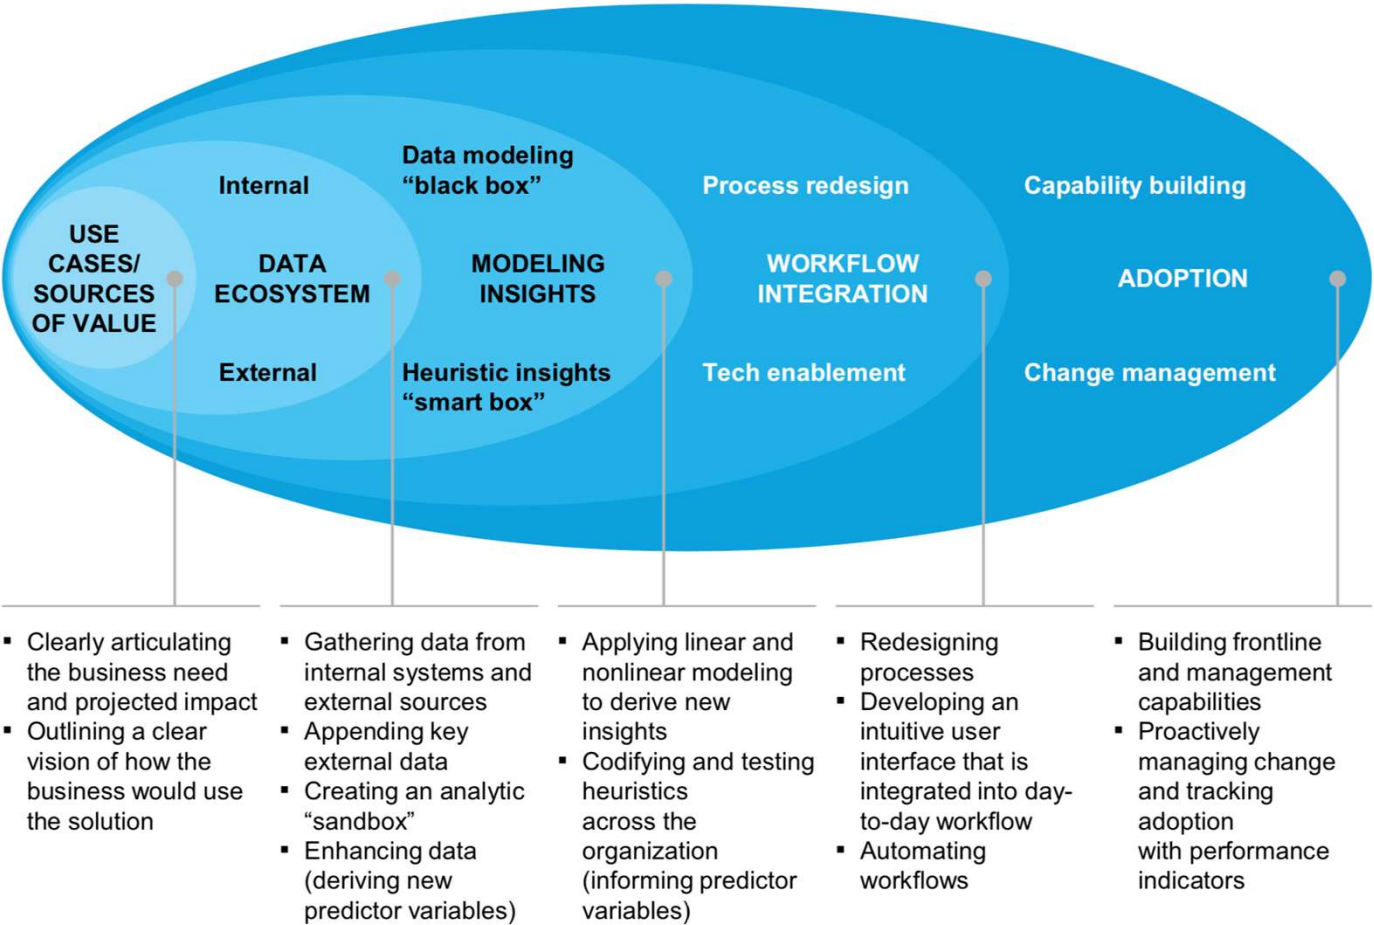 USE
CASES/
SOURCES
OF VALUE
Internal
DATA
ECOSYSTEM
External
Data modeling
“black box”
MODELING
INSIGHTS
Heuristic insights
“smart box”
Process redesign
WORKFLOW
INTEGRATION
Tech enablement
Capability building
ADOPTION
Change management
▪ Clearly articulating
the business need
and projected impact
▪ Outlining a clear
vision of how the
business would use
the solution
▪ Gathering data from
internal systems and
external sources
▪ Appending key
external data
▪ Creating an analytic
“sandbox”
▪ Enhancing data
(deriving new
predictor variables)
▪ Applying linear and
nonlinear modeling
to derive new
insights
▪ Codifying and testing
heuristics
across the
organization
(informing predictor
variables)
▪ Redesigning
processes
▪ Developing an
intuitive user
interface that is
integrated into day-
to-day workflow
▪ Automating
workflows
▪ Building frontline
and management
capabilities
▪ Proactively
managing change
and tracking
adoption
with performance
indicators